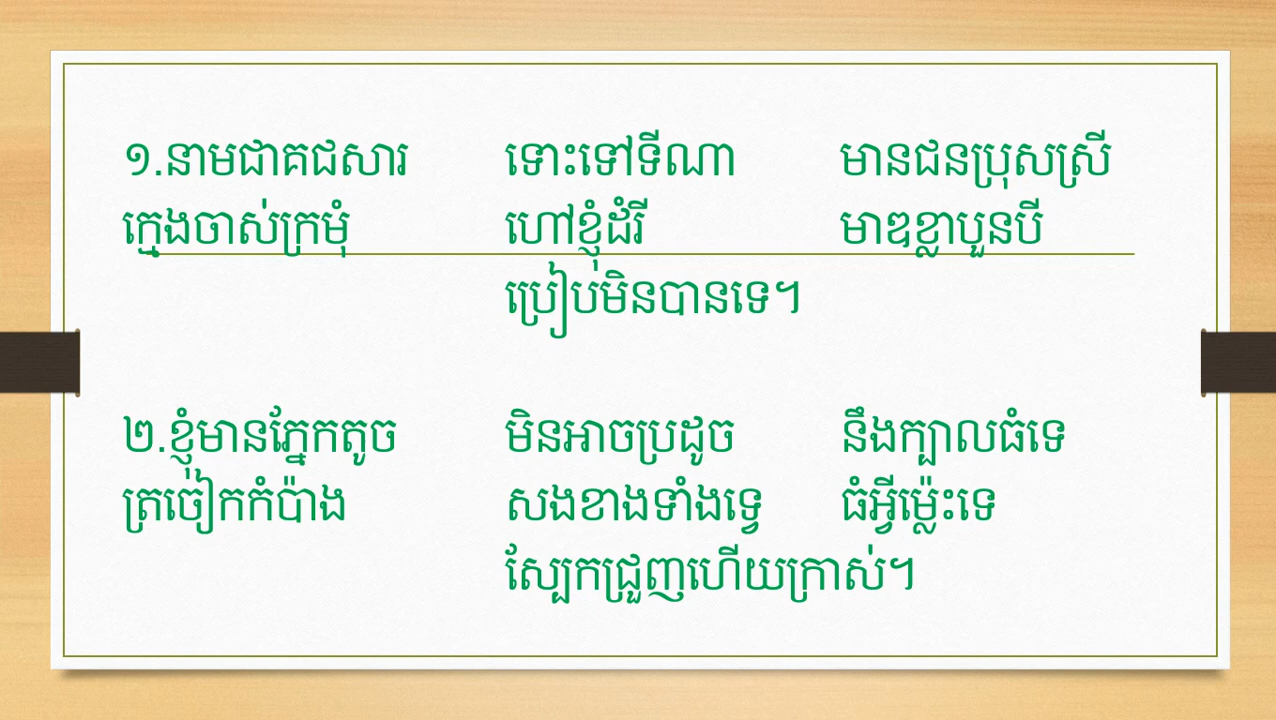 ១.នាមជាគជសារ ទោះទៅទីណា មានជនប្រុសស្រី
ក្មេងចាស់ក្រមុំ ហៅខ្ញុំដំរី មាឌខ្លាបួនបី
ប្រៀបមិនបានទេ។
២.ខ្ញុំមានភ្នែកតូច មិនអាចប្រដូច នឹងក្បាលធំទេ
ត្រចៀកកំប៉ាង សងខាងទាំងទ្វេ ធំអ្វីម្ល៉េះទេ
ស្បែកជ្រួញហើយក្រាស់។